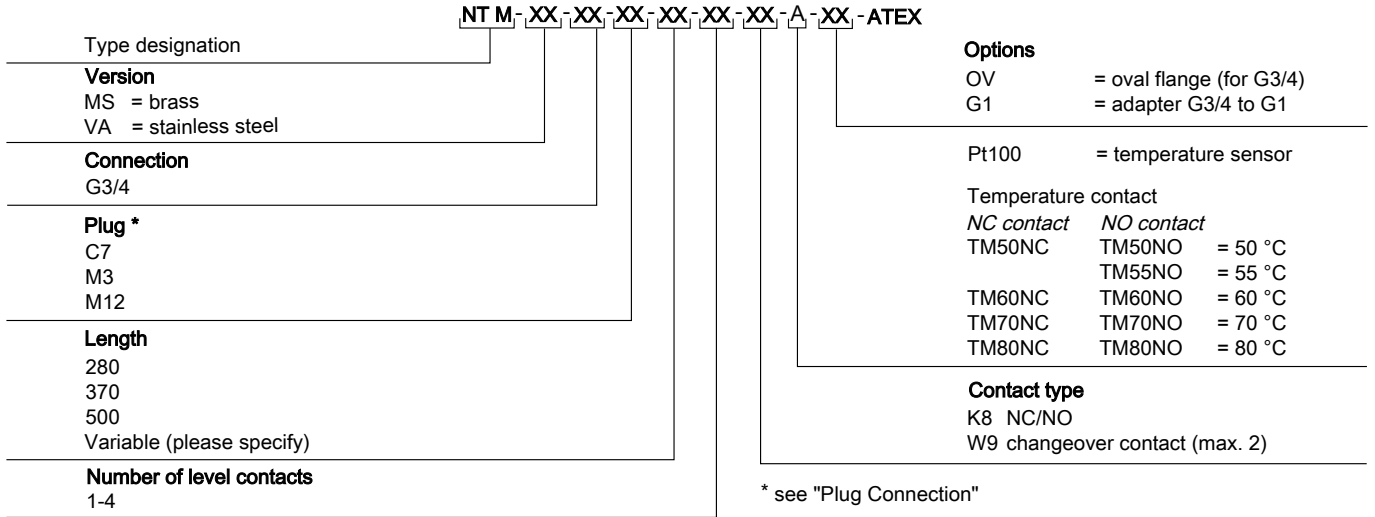 NT M - XX - XX - XX - XX - XX - XX - A - XX - ATEX
Type designation
Version
MS = brass
VA = stainless steel
Connection
G3/4
Plug *
C7
M3
M12
Length
280
370
500
Variable (please specify)
Number of level contacts
1-4
Options
OV = oval flange (for G3/4)
G1 = adapter G3/4 to G1
Pt100 = temperature sensor
Temperature contact
NC contact NO contact
TM50NC TM50NO = 50 °C
TM55NO = 55 °C
TM60NC TM60NO = 60 °C
TM70NC TM70NO = 70 °C
TM80NC TM80NO = 80 °C
Contact type
K8 NC/NO
W9 changeover contact (max. 2)
* see "Plug Connection"